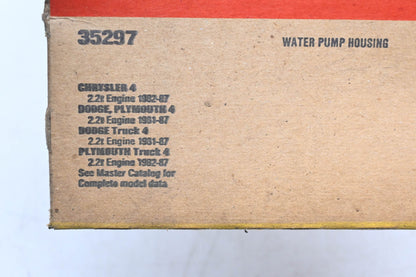 35297
WATER PUMP HOUSING
CHRYSLER 4
2.2ℓ Engine 1982-87
DODGE, PLYMOUTH 4
2.2ℓ Engine 1981-87
DODGE Truck 4
2.2ℓ Engine 1981-87
PLYMOUTH Truck 4
2.2ℓ Engine 1982-87
See Master Catalog for
Complete model data